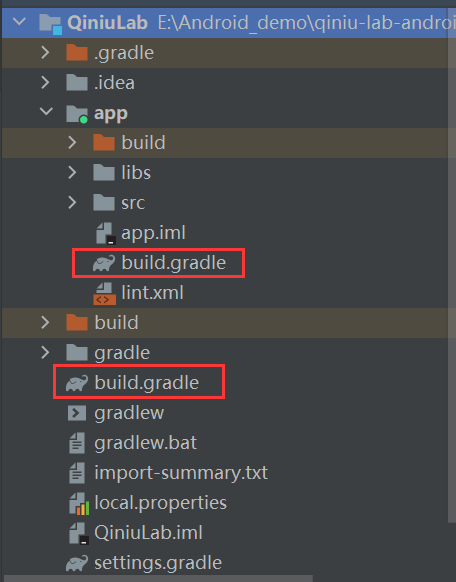 QiniuLab E:\Android_demo\qiniu-lab-androi
.gradle
.idea
app
build
libs
src
app.iml
build.gradle
lint.xml
build
gradle
build.gradle
gradlew
gradlew.bat
import-summary.txt
local.properties
QiniuLab.iml
settings.gradle